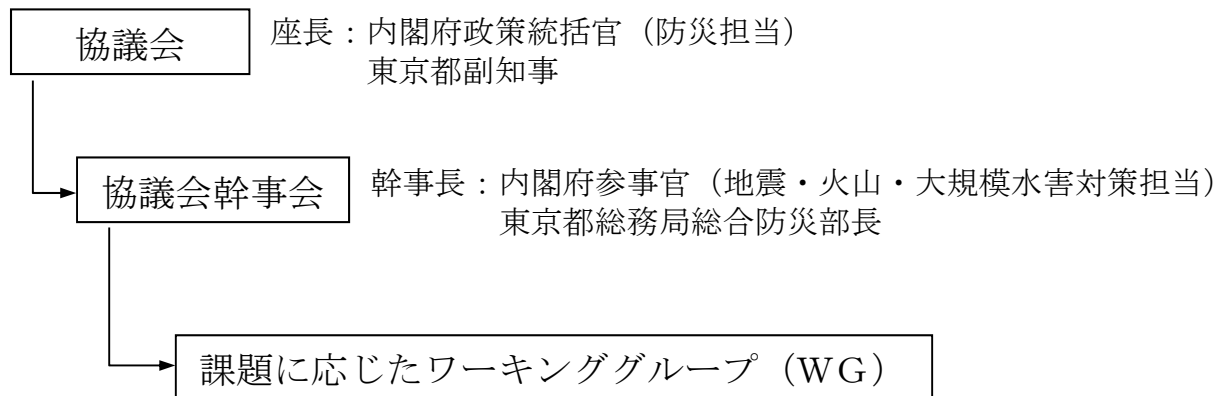 協議会
座長：内閣府政策統括官（防災担当）
東京都副知事
協議会幹事会
幹事長：内閣府参事官（地震・火山・大規模水害対策担当）
東京都総務局総合防災部長
課題に応じたワーキンググループ（ＷＧ）